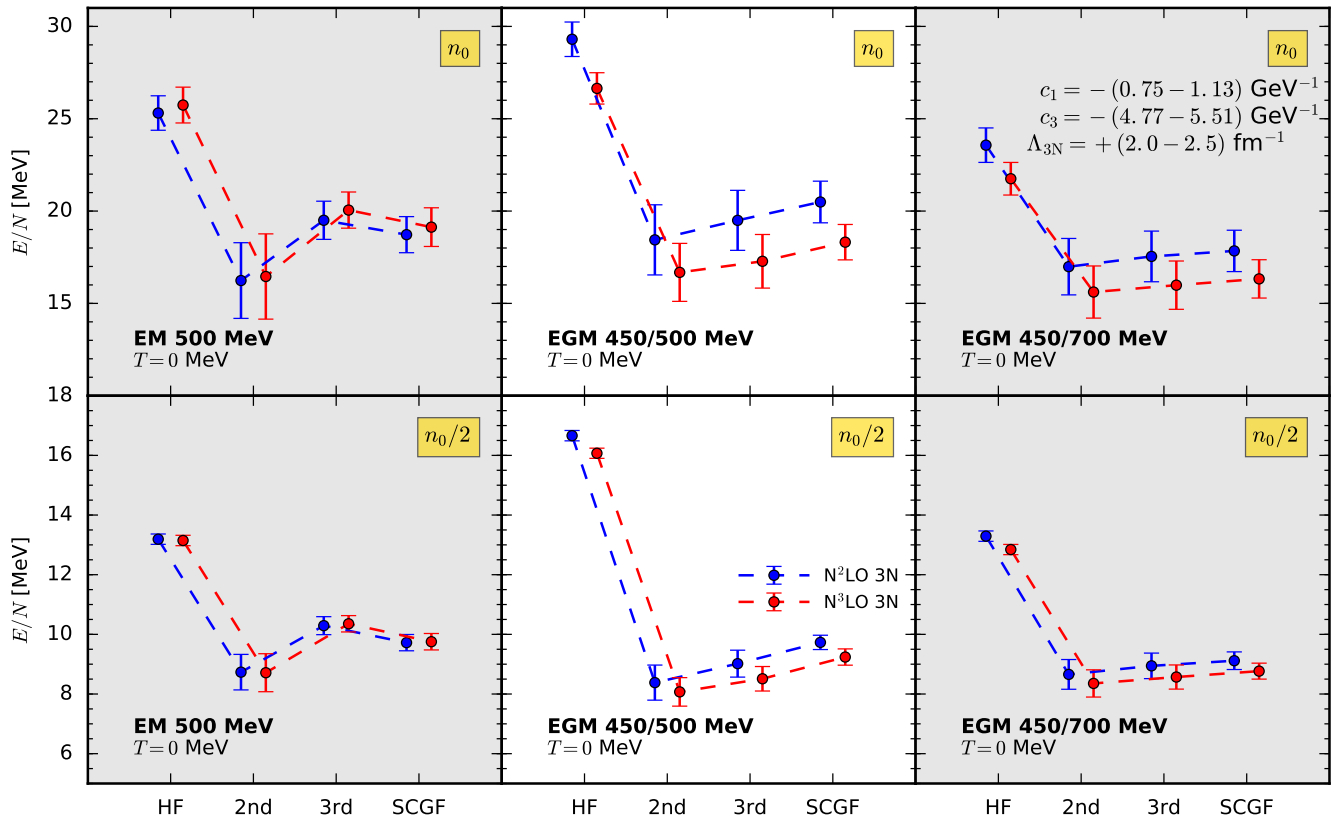 30
25
20
15
E/N [MeV]
n₀
EM 500 MeV
T=0 MeV
n₀
EGM 450/500 MeV
T=0 MeV
n₀
c₁ = −(0.75−1.13) GeV⁻¹
c₃ = −(4.77−5.51) GeV⁻¹
Λ₃N = +(2.0−2.5) fm⁻¹
EGM 450/700 MeV
T=0 MeV
18
16
14
12
10
8
6
E/N [MeV]
n₀/2
EM 500 MeV
T=0 MeV
n₀/2
N²LO 3N
N³LO 3N
EGM 450/500 MeV
T=0 MeV
n₀/2
EGM 450/700 MeV
T=0 MeV
HF 2nd 3rd SCGF
HF 2nd 3rd SCGF
HF 2nd 3rd SCGF